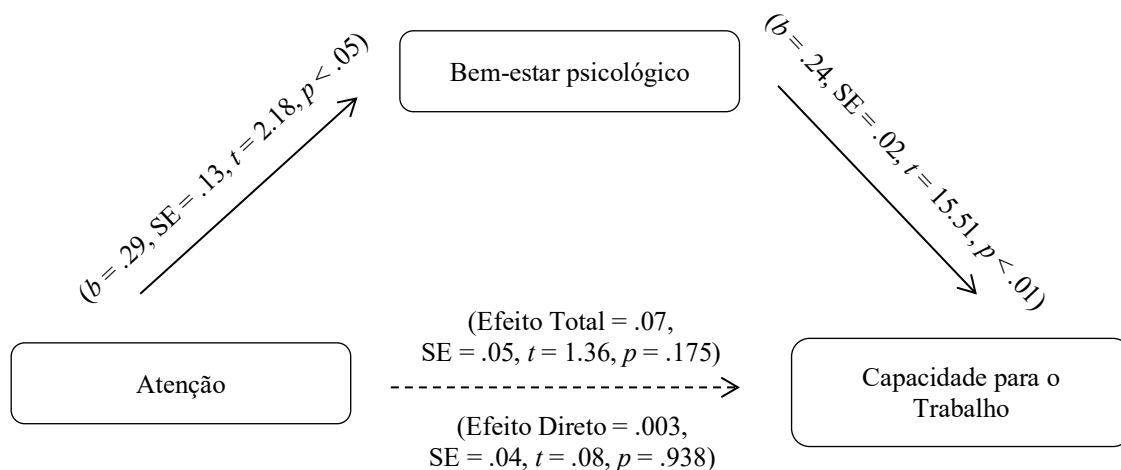 Bem-estar psicológico
(b = .29, SE = .13, t = 2.18, p < .05)
(b = .24, SE = .02, t = 15.51, p < .01)
(Efeito Total = .07,
SE = .05, t = 1.36, p = .175)
Atenção
Capacidade para o
Trabalho
(Efeito Direto = .003,
SE = .04, t = .08, p = .938)